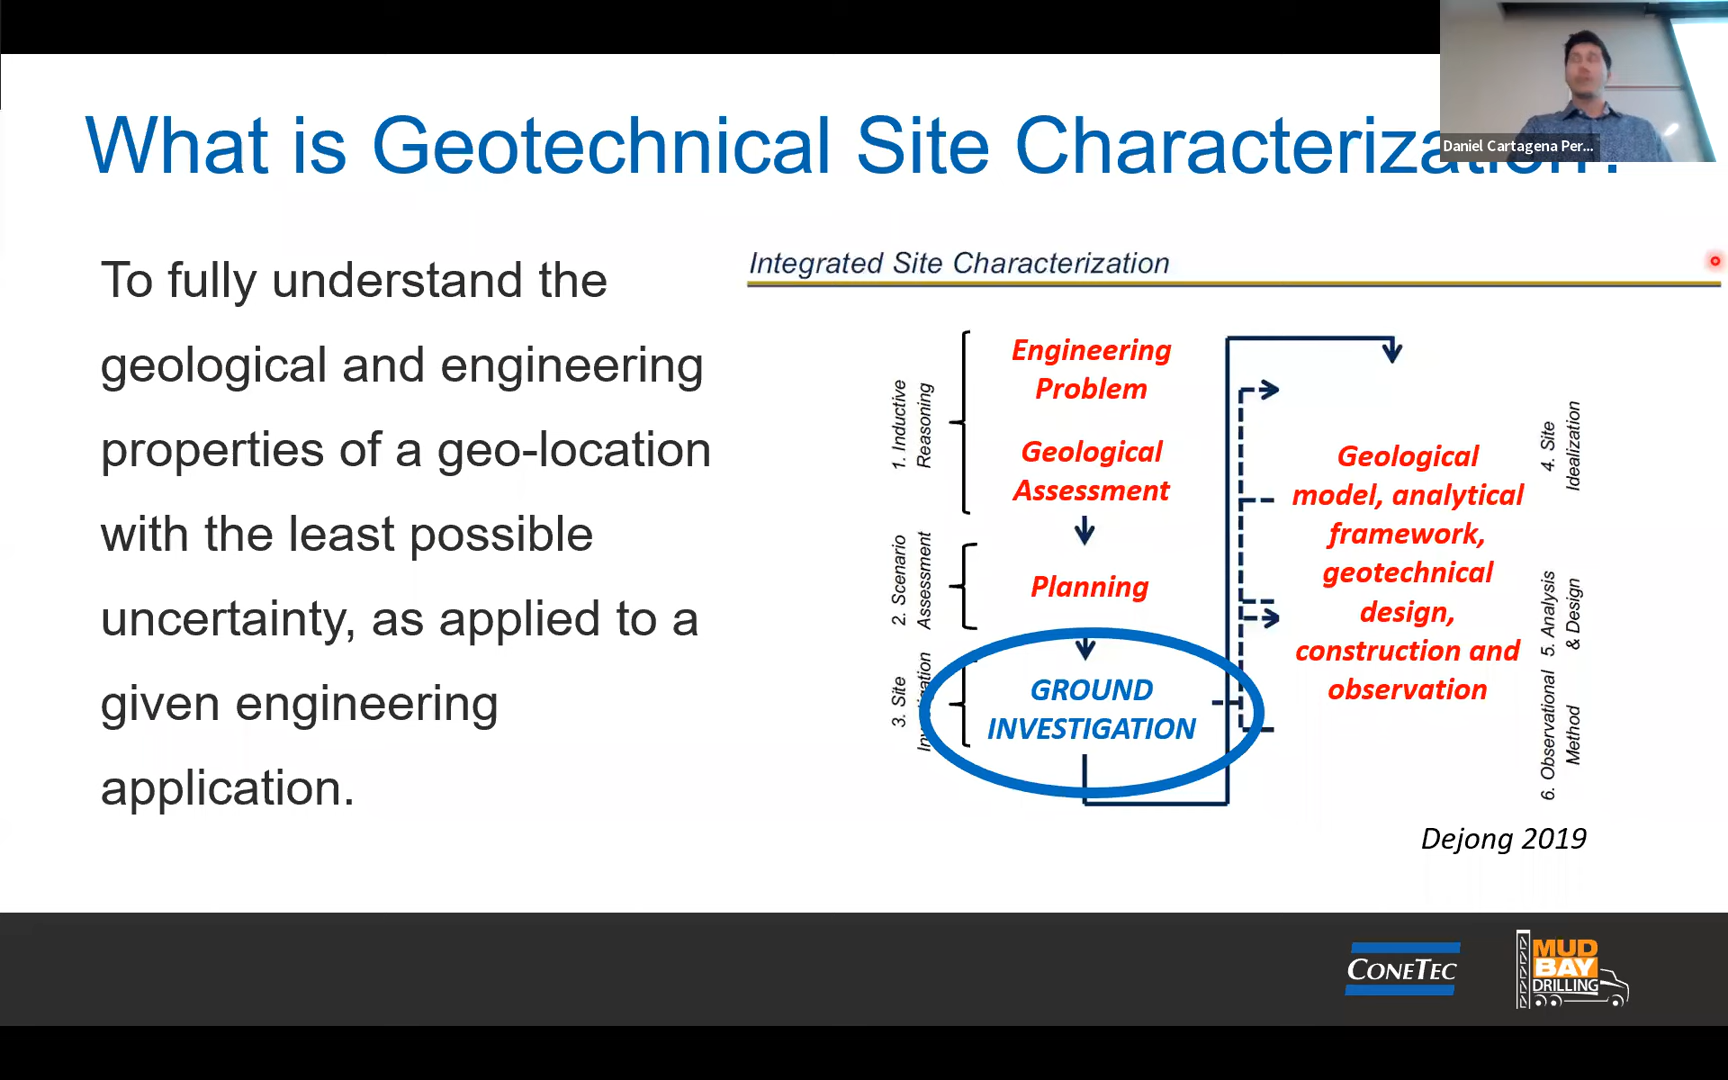 What is Geotechnical Site Characterization?
Daniel Cartagena Per...
To fully understand the
geological and engineering
properties of a geo-location
with the least possible
uncertainty, as applied to a
given engineering
application.
Integrated Site Characterization
1. Inductive
Reasoning
Engineering
Problem
Geological
Assessment
2. Scenario
Assessment
Planning
3. Site
Investigation
GROUND
INVESTIGATION
Geological
model, analytical
framework,
geotechnical
design,
construction and
observation
4. Site
Idealization
5. Analysis
& Design
6. Observational
Method
Dejong 2019
CONETEC
MUD
BAY
DRILLING